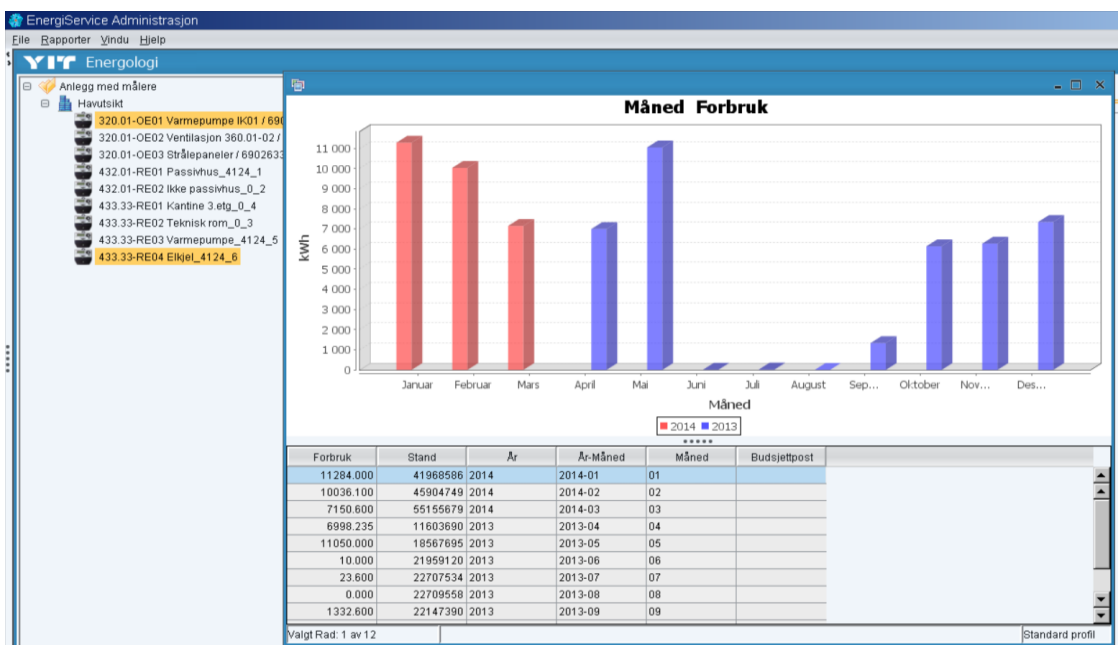 EnergiService Administrasjon
File Rapporter Vindu Hjelp
YIT Energologi
Anlegg med målere
Havutsikt
320.01-OE01 Varmepumpe IK01 / 690
320.01-OE02 Ventilasjon 360.01-02 /
320.01-OE03 Strålepaneler / 6902633
432.01-RE01 Passivhus_4124_1
432.01-RE02 Ikke passivhus_0_2
433.33-RE01 Kantine 3.etg_0_4
433.33-RE02 Teknisk rom_0_3
433.33-RE03 Varmepumpe_4124_5
433.33-RE04 Elkjel_4124_6
Måned Forbruk
kWh
11 000
10 000
9 000
8 000
7 000
6 000
5 000
4 000
3 000
2 000
1 000
0
Januar Februar Mars April Mai Juni Juli August Sep... Oktober Nov... Des...
Måned
2014 2013
Forbruk Stand År År-Måned Måned Budsjettpost
11284.000 41968586 2014 2014-01 01
10036.100 45904749 2014 2014-02 02
7150.600 55155679 2014 2014-03 03
6998.235 11603690 2013 2013-04 04
11050.000 18567695 2013 2013-05 05
10.000 21959120 2013 2013-06 06
23.600 22707534 2013 2013-07 07
0.000 22709558 2013 2013-08 08
1332.600 22147390 2013 2013-09 09
Valgt Rad: 1 av 12 Standard profil